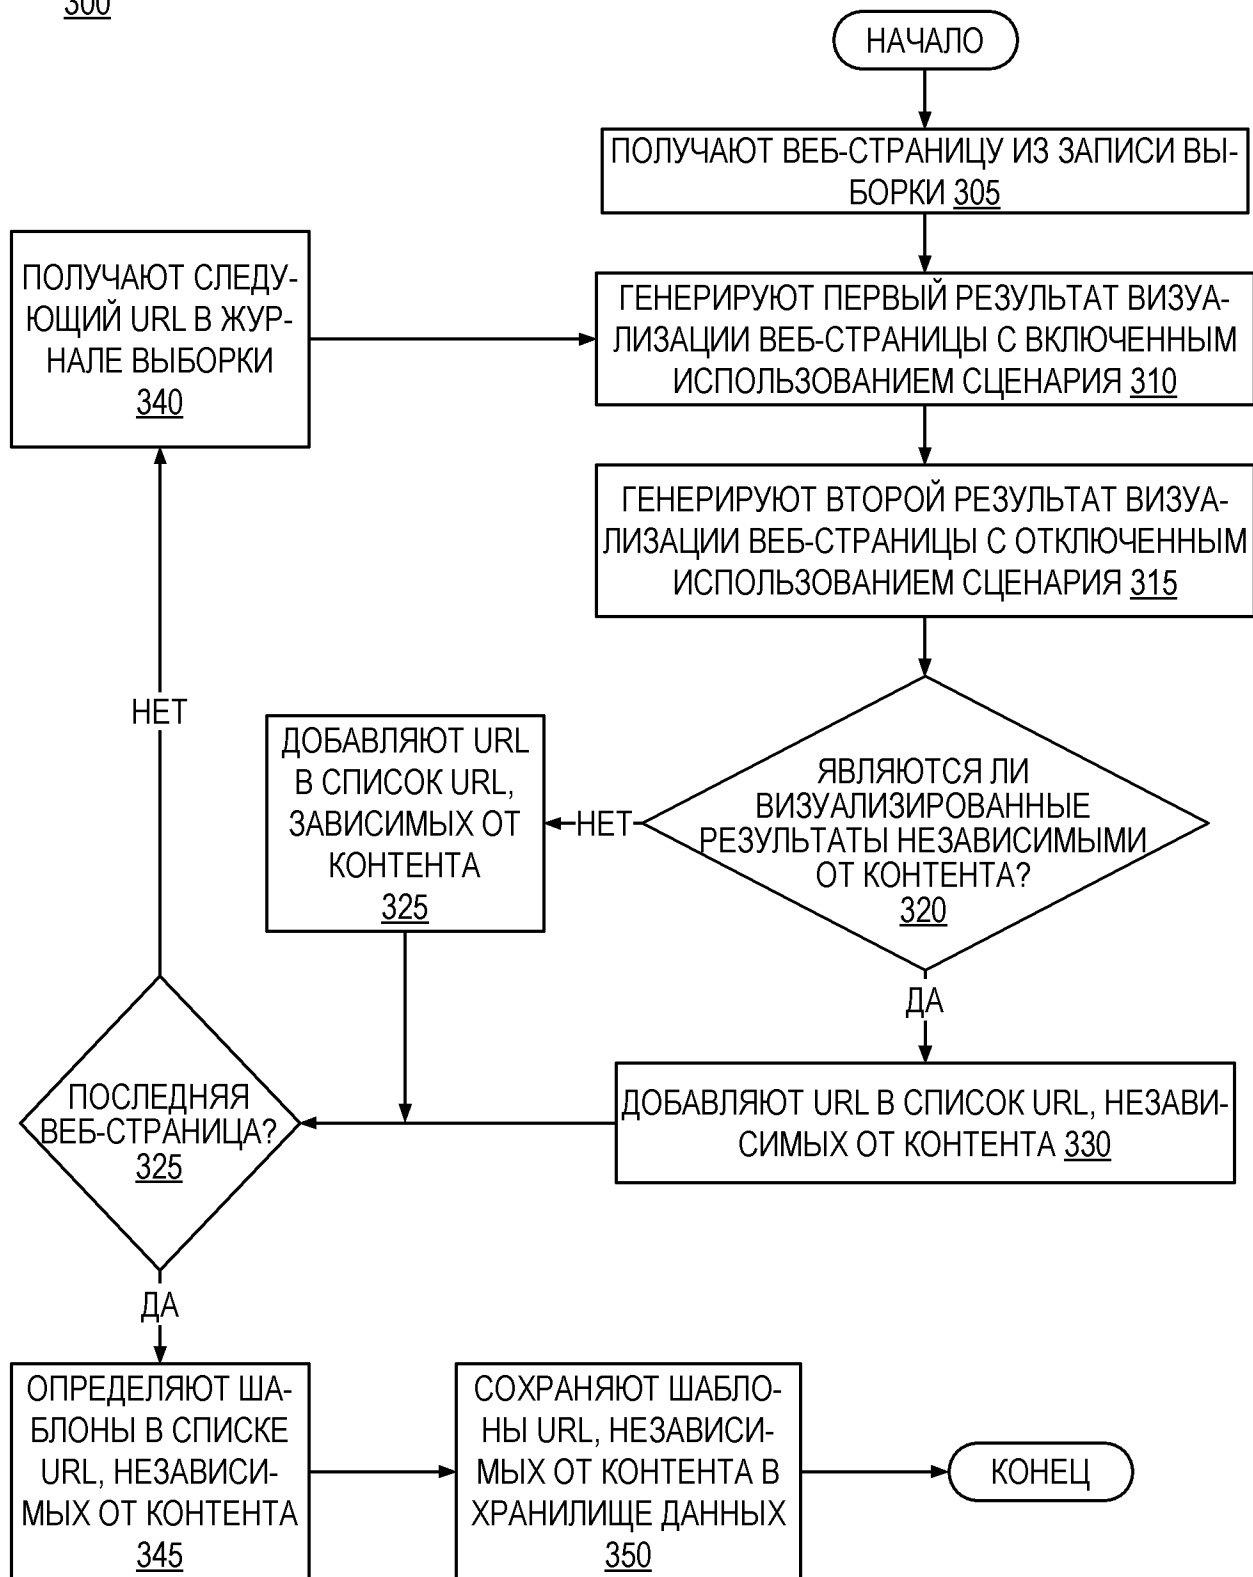 300
НАЧАЛО
ПОЛУЧАЮТ ВЕБ-СТРАНИЦУ ИЗ ЗАПИСИ ВЫ-
БОРКИ 305
ПОЛУЧАЮТ СЛЕДУ-
ЮЩИЙ URL В ЖУР-
НАЛЕ ВЫБОРКИ
340
ГЕНЕРИРУЮТ ПЕРВЫЙ РЕЗУЛЬТАТ ВИЗУА-
ЛИЗАЦИИ ВЕБ-СТРАНИЦЫ С ВКЛЮЧЕННЫМ
ИСПОЛЬЗОВАНИЕМ СЦЕНАРИЯ 310
ГЕНЕРИРУЮТ ВТОРОЙ РЕЗУЛЬТАТ ВИЗУА-
ЛИЗАЦИИ ВЕБ-СТРАНИЦЫ С ОТКЛЮЧЕННЫМ
ИСПОЛЬЗОВАНИЕМ СЦЕНАРИЯ 315
ЯВЛЯЮТСЯ ЛИ
ВИЗУАЛИЗИРОВАННЫЕ
РЕЗУЛЬТАТЫ НЕЗАВИСИМЫМИ
ОТ КОНТЕНТА?
320
НЕТ
ДОБАВЛЯЮТ URL
В СПИСОК URL,
ЗАВИСИМЫХ ОТ
КОНТЕНТА
325
ДА
ДОБАВЛЯЮТ URL В СПИСОК URL, НЕЗАВИ-
СИМЫХ ОТ КОНТЕНТА 330
ПОСЛЕДНЯЯ
ВЕБ-СТРАНИЦА?
325
НЕТ
ДА
ОПРЕДЕЛЯЮТ ША-
БЛОНЫ В СПИСКЕ
URL, НЕЗАВИСИ-
МЫХ ОТ КОНТЕНТА
345
СОХРАНЯЮТ ШАБЛО-
НЫ URL, НЕЗАВИСИ-
МЫХ ОТ КОНТЕНТА В
ХРАНИЛИЩЕ ДАННЫХ
350
КОНЕЦ